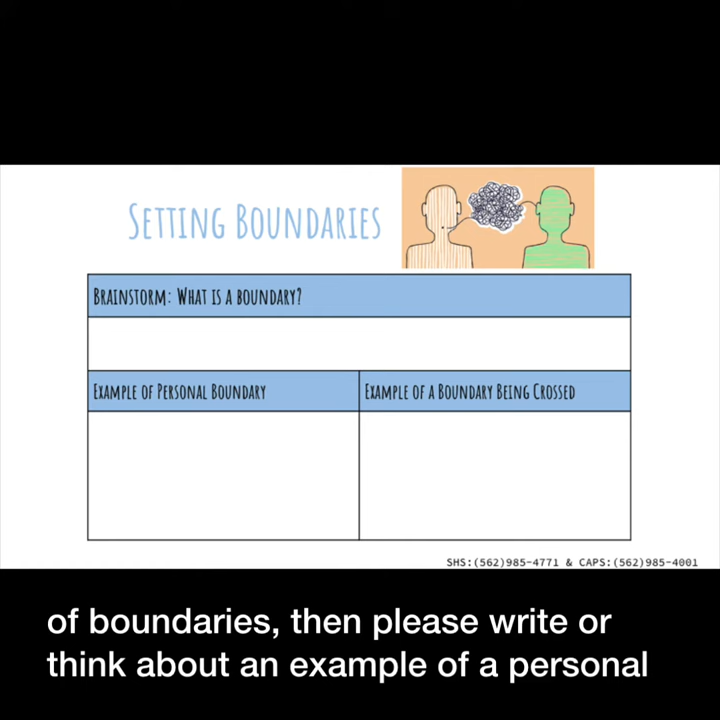 Setting Boundaries
Brainstorm: What is a boundary?
Example of Personal Boundary
Example of a Boundary Being Crossed
SHS:(562)985-4771 & CAPS:(562)985-4001
of boundaries, then please write or
think about an example of a personal